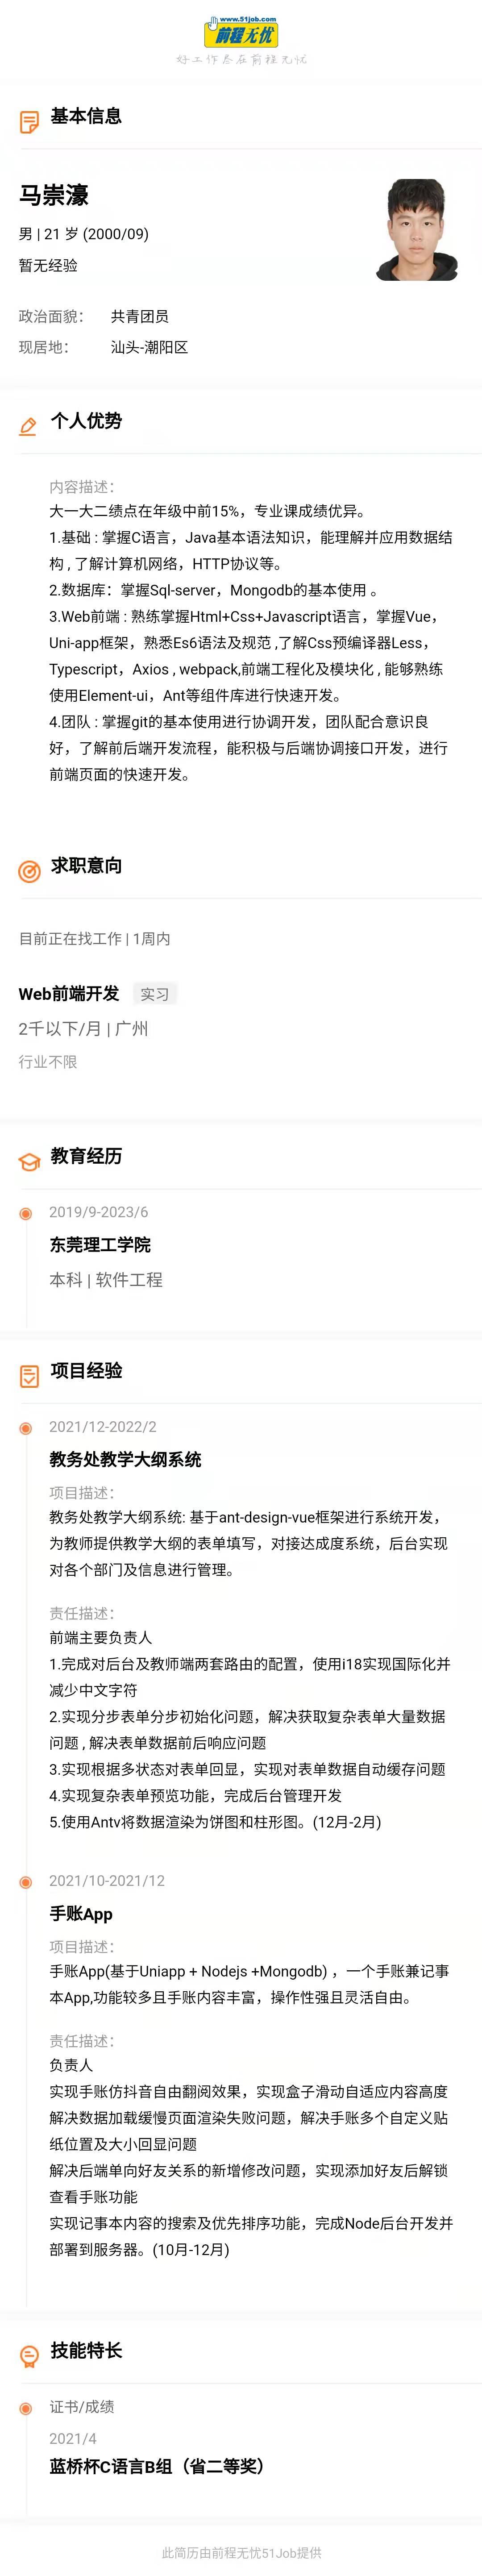 www.51job.com
前程无忧
好工作尽在前程无忧
基本信息
马崇濠
男 | 21 岁 (2000/09)
暂无经验
政治面貌： 共青团员
现居地： 汕头-潮阳区
个人优势
内容描述：
大一大二绩点在年级中前15%，专业课成绩优异。
1.基础 : 掌握C语言，Java基本语法知识，能理解并应用数据结
构 , 了解计算机网络，HTTP协议等。
2.数据库：掌握Sql-server，Mongodb的基本使用 。
3.Web前端 : 熟练掌握Html+Css+Javascript语言，掌握Vue，
Uni-app框架，熟悉Es6语法及规范 ,了解Css预编译器Less，
Typescript，Axios , webpack,前端工程化及模块化 , 能够熟练
使用Element-ui，Ant等组件库进行快速开发。
4.团队 : 掌握git的基本使用进行协调开发，团队配合意识良
好，了解前后端开发流程，能积极与后端协调接口开发，进行
前端页面的快速开发。
求职意向
目前正在找工作 | 1周内
Web前端开发 实习
2千以下/月 | 广州
行业不限
教育经历
2019/9-2023/6
东莞理工学院
本科 | 软件工程
项目经验
2021/12-2022/2
教务处教学大纲系统
项目描述：
教务处教学大纲系统: 基于ant-design-vue框架进行系统开发，
为教师提供教学大纲的表单填写，对接达成度系统，后台实现
对各个部门及信息进行管理。
责任描述：
前端主要负责人
1.完成对后台及教师端两套路由的配置，使用i18实现国际化并
减少中文字符
2.实现分步表单分步初始化问题，解决获取复杂表单大量数据
问题 , 解决表单数据前后响应问题
3.实现根据多状态对表单回显，实现对表单数据自动缓存问题
4.实现复杂表单预览功能，完成后台管理开发
5.使用Antv将数据渲染为饼图和柱形图。(12月-2月)
2021/10-2021/12
手账App
项目描述：
手账App(基于Uniapp + Nodejs +Mongodb) ，一个手账兼记事
本App,功能较多且手账内容丰富，操作性强且灵活自由。
责任描述：
负责人
实现手账仿抖音自由翻阅效果，实现盒子滑动自适应内容高度
解决数据加载缓慢页面渲染失败问题，解决手账多个自定义贴
纸位置及大小回显问题
解决后端单向好友关系的新增修改问题，实现添加好友后解锁
查看手账功能
实现记事本内容的搜索及优先排序功能，完成Node后台开发并
部署到服务器。(10月-12月)
技能特长
证书/成绩
2021/4
蓝桥杯C语言B组（省二等奖）
此简历由前程无忧51Job提供